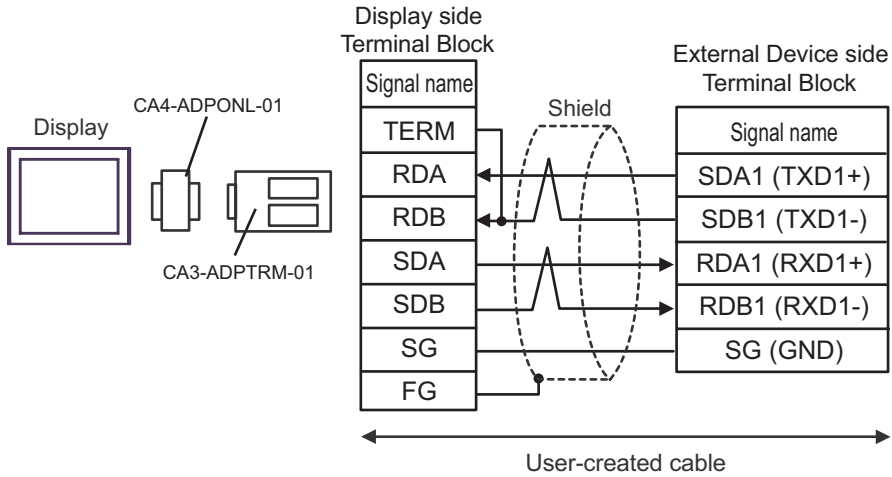 Display side
Terminal Block
External Device side
Terminal Block
CA4-ADPONL-01
Display
CA3-ADPTRM-01
Shield
Signal name
TERM
RDA
RDB
SDA
SDB
SG
FG
Signal name
SDA1 (TXD1+)
SDB1 (TXD1-)
RDA1 (RXD1+)
RDB1 (RXD1-)
SG (GND)
User-created cable